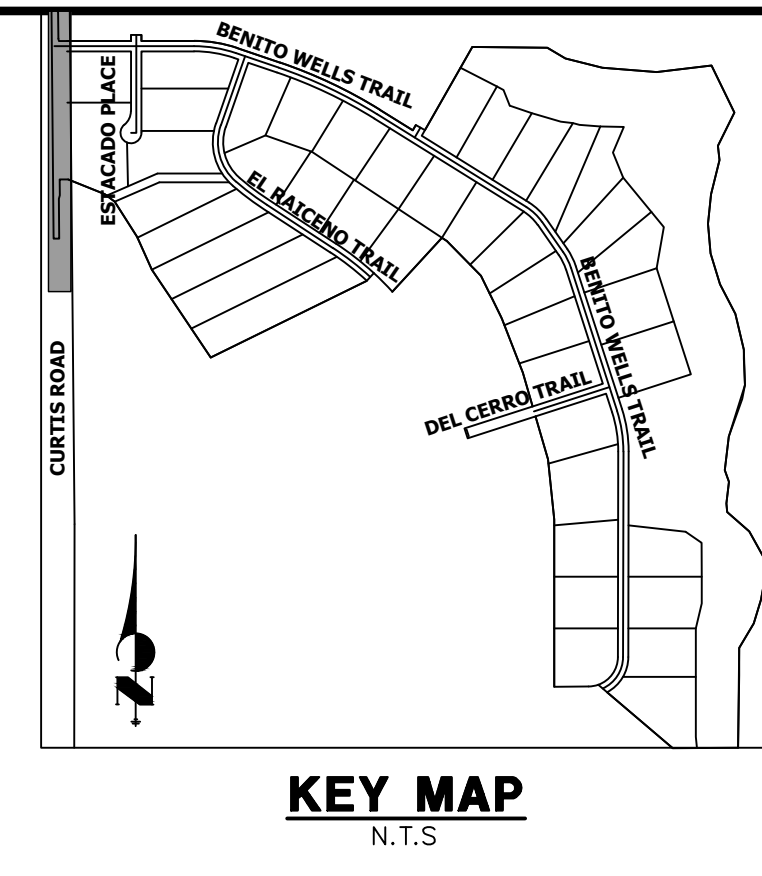 BENITO WELLS TRAIL
ESTACADO PLACE
EL RAICENO TRAIL
BENITO WELLS TRAIL
DEL CERRO TRAIL
CURTIS ROAD
N
KEY MAP
N.T.S